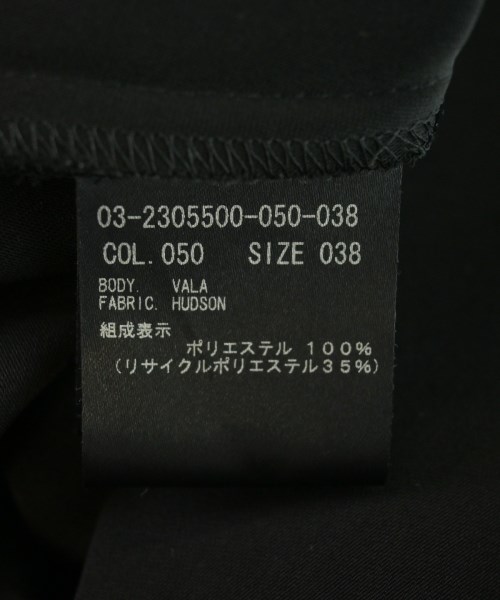 03-2305500-050-038
COL. 050 SIZE 038
BODY. VALA
FABRIC. HUDSON
組成表示
ポリエステル 100%
(リサイクルポリエステル35%)